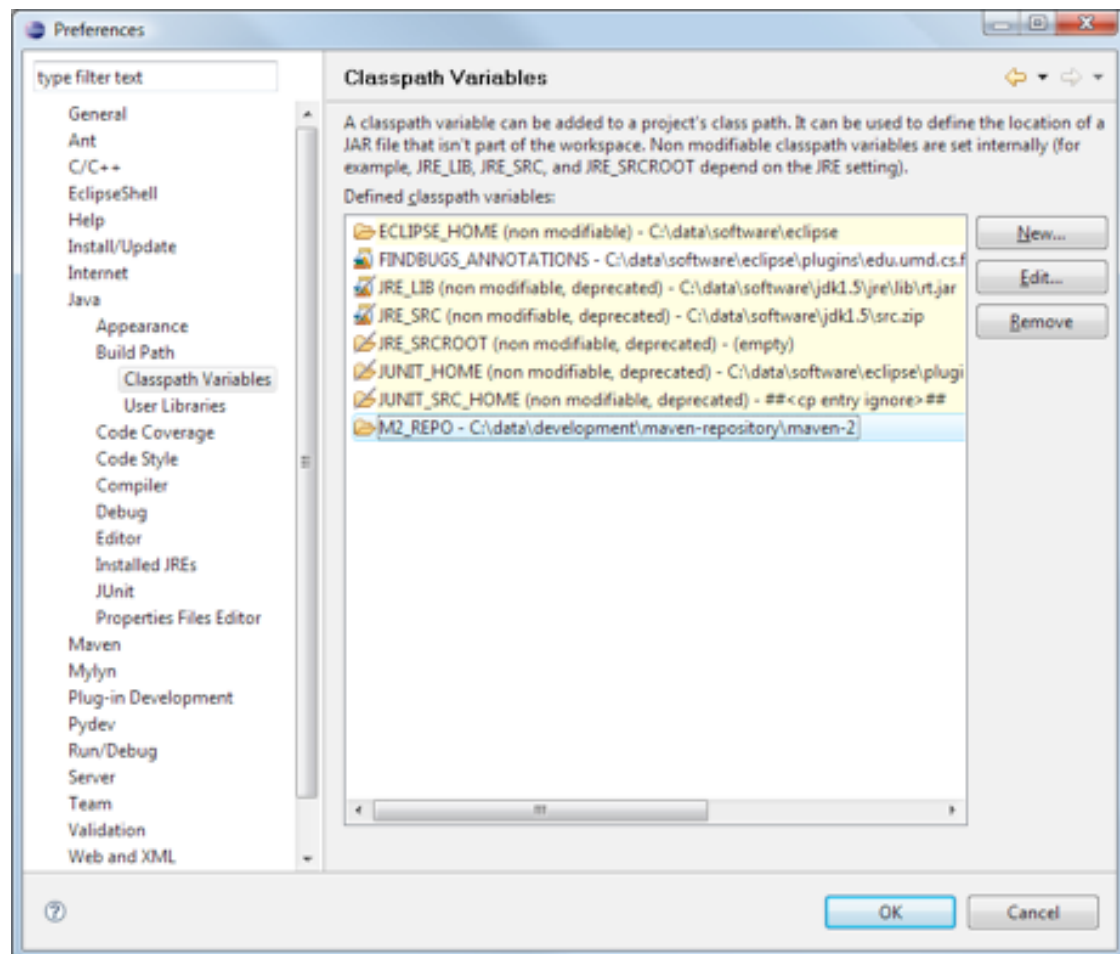 Preferences
type filter text
General
Ant
C/C++
EclipseShell
Help
Install/Update
Internet
Java
Appearance
Build Path
Classpath Variables
User Libraries
Code Coverage
Code Style
Compiler
Debug
Editor
Installed JREs
JUnit
Properties Files Editor
Maven
Mylyn
Plug-in Development
Pydev
Run/Debug
Server
Team
Validation
Web and XML
Classpath Variables
A classpath variable can be added to a project's class path. It can be used to define the location of a
JAR file that isn't part of the workspace. Non modifiable classpath variables are set internally (for
example, JRE_LIB, JRE_SRC, and JRE_SRCROOT depend on the JRE setting).
Defined classpath variables:
ECLIPSE_HOME (non modifiable) - C:\data\software\eclipse
FINDBUGS_ANNOTATIONS - C:\data\software\eclipse\plugins\edu.umd.cs.f
JRE_LIB (non modifiable, deprecated) - C:\data\software\jdk1.5\jre\lib\rt.jar
JRE_SRC (non modifiable, deprecated) - C:\data\software\jdk1.5\src.zip
JRE_SRCROOT (non modifiable, deprecated) - (empty)
JUNIT_HOME (non modifiable, deprecated) - C:\data\software\eclipse\plugi
JUNIT_SRC_HOME (non modifiable, deprecated) - ##<cp entry ignore>##
M2_REPO - C:\data\development\maven-repository\maven-2
New...
Edit...
Remove
OK
Cancel